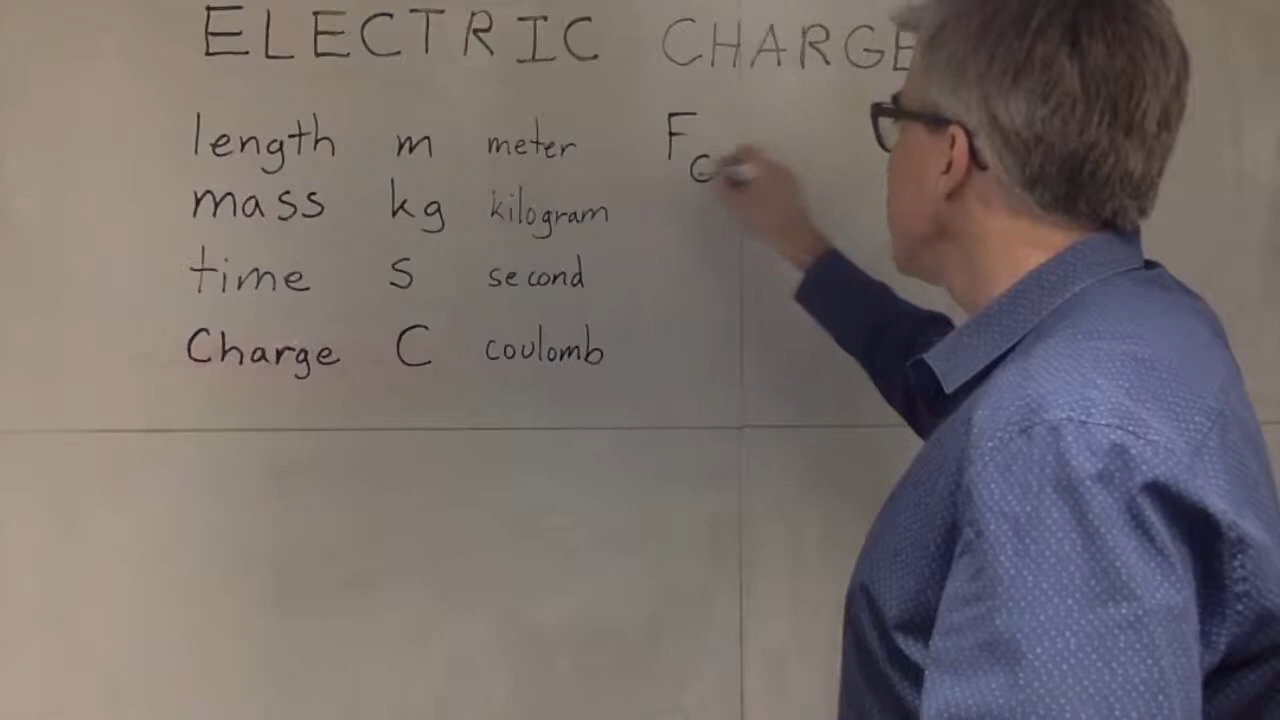 ELECTRIC CHARGE
length m meter F
mass kg kilogram
time s second
Charge C coulomb